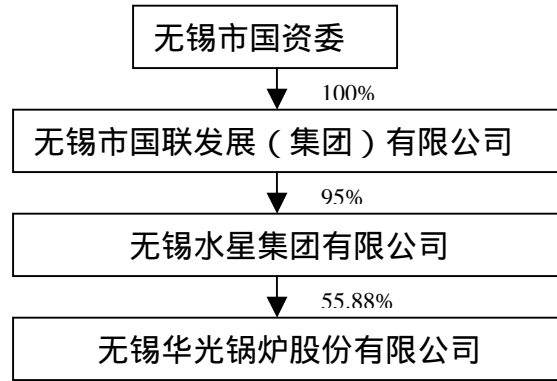 无锡市国资委
100%
无锡市国联发展（集团）有限公司
95%
无锡水星集团有限公司
55.88%
无锡华光锅炉股份有限公司